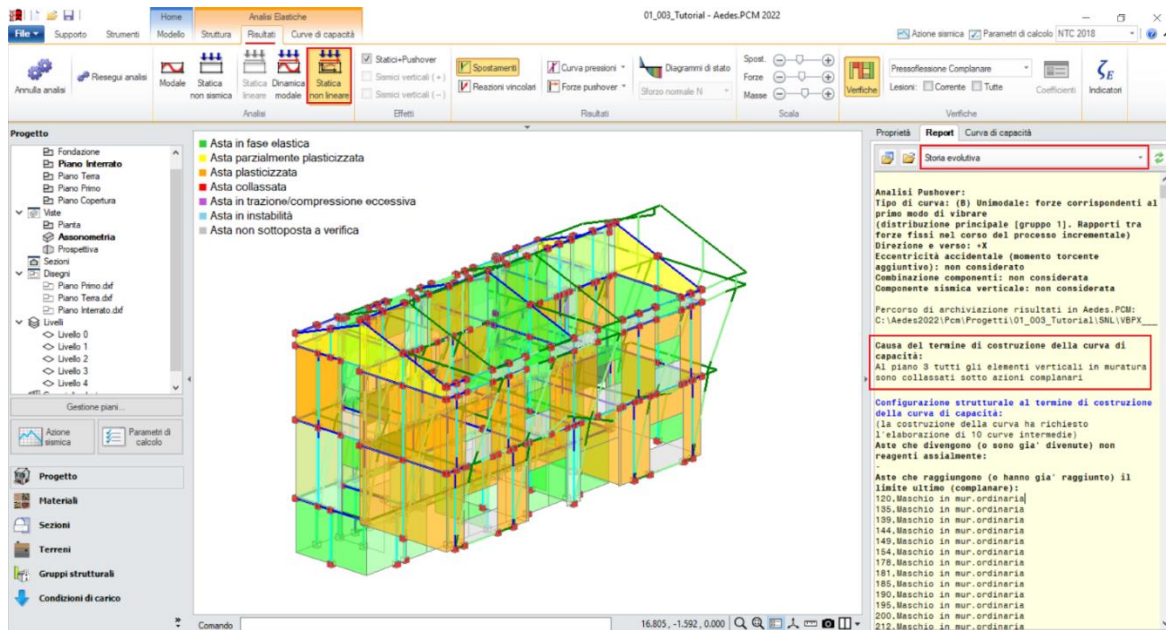 01_003_Tutorial - Aedes.PCM 2022
Home
Analisi Elastiche
File
Supporto
Strumenti
Modello
Struttura
Risultati
Curve di capacità
Azione sismica
Parametri di calcolo
NTC 2018
Annulla analisi
Riesegui analisi
Modale
Statica non sismica
Statica lineare
Dinamica modale
Statica non lineare
Analisi
Statici+Pushover
Sismici verticali (+)
Sismici verticali (-)
Effetti
Spostamenti
Reazioni vincolari
Curva pressioni
Forze pushover
Diagrammi di stato
Sforzo normale N
Risultati
Spost.
Forze
Masse
Scala
Verifiche
Pressoflessione Complanare
Lesioni:
Corrente
Tutte
Coefficienti
Indicatori
Verifiche
Progetto
Fondazione
Piano Interrato
Piano Terra
Piano Primo
Piano Copertura
Viste
Pianta
Assonometria
Prospettiva
Sezioni
Disegni
Piano Primo.dxf
Piano Terra.dxf
Piano Interrato.dxf
Livelli
Livello 0
Livello 1
Livello 2
Livello 3
Livello 4
Gestione piani...
Azione sismica
Parametri di calcolo
Progetto
Materiali
Sezioni
Terreni
Gruppi strutturali
Condizioni di carico
Asta in fase elastica
Asta parzialmente plasticizzata
Asta plasticizzata
Asta collassata
Asta in trazione/compressione eccessiva
Asta in instabilità
Asta non sottoposta a verifica
Comando
16.805, -1.592, 0.000
Proprietà
Report
Curva di capacità
Storia evolutiva
Analisi Pushover:
Tipo di curva: (B) Unimodale: forze corrispondenti al
primo modo di vibrare
(distribuzione principale [gruppo 1]. Rapporti tra
forze fissi nel corso del processo incrementale)
Direzione e verso: +X
Eccentricità accidentale (momento torcente
aggiuntivo): non considerato
Combinazione componenti: non considerata
Componente sismica verticale: non considerata
Percorso di archiviazione risultati in Aedes.PCM:
C:\Aedes2022\Pcm\Progetti\01_003_Tutorial\SNL\VBPX___
Causa del termine di costruzione della curva di
capacità:
Al piano 3 tutti gli elementi verticali in muratura
sono collassati sotto azioni complanari
Configurazione strutturale al termine di costruzione
della curva di capacità:
(la costruzione della curva ha richiesto
l'elaborazione di 10 curve intermedie)
Aste che divengono (o sono gia' divenute) non
reagenti assialmente:
-
Aste che raggiungono (o hanno gia' raggiunto) il
limite ultimo (complanare):
120,Maschio in mur.ordinaria
135,Maschio in mur.ordinaria
139,Maschio in mur.ordinaria
144,Maschio in mur.ordinaria
149,Maschio in mur.ordinaria
154,Maschio in mur.ordinaria
178,Maschio in mur.ordinaria
181,Maschio in mur.ordinaria
185,Maschio in mur.ordinaria
190,Maschio in mur.ordinaria
195,Maschio in mur.ordinaria
200,Maschio in mur.ordinaria
212,Maschio in mur.ordinaria